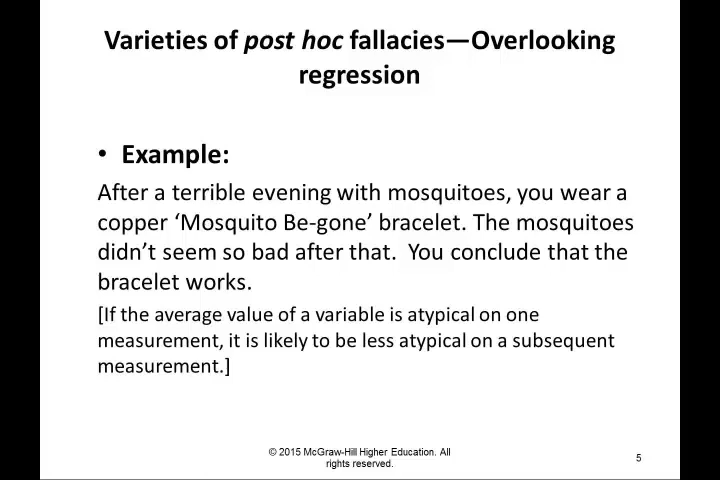 Varieties of post hoc fallacies—Overlooking
regression
• Example:
After a terrible evening with mosquitoes, you wear a
copper ‘Mosquito Be-gone’ bracelet. The mosquitoes
didn’t seem so bad after that.  You conclude that the
bracelet works.
[If the average value of a variable is atypical on one
measurement, it is likely to be less atypical on a subsequent
measurement.]
© 2015 McGraw-Hill Higher Education. All
rights reserved.
5